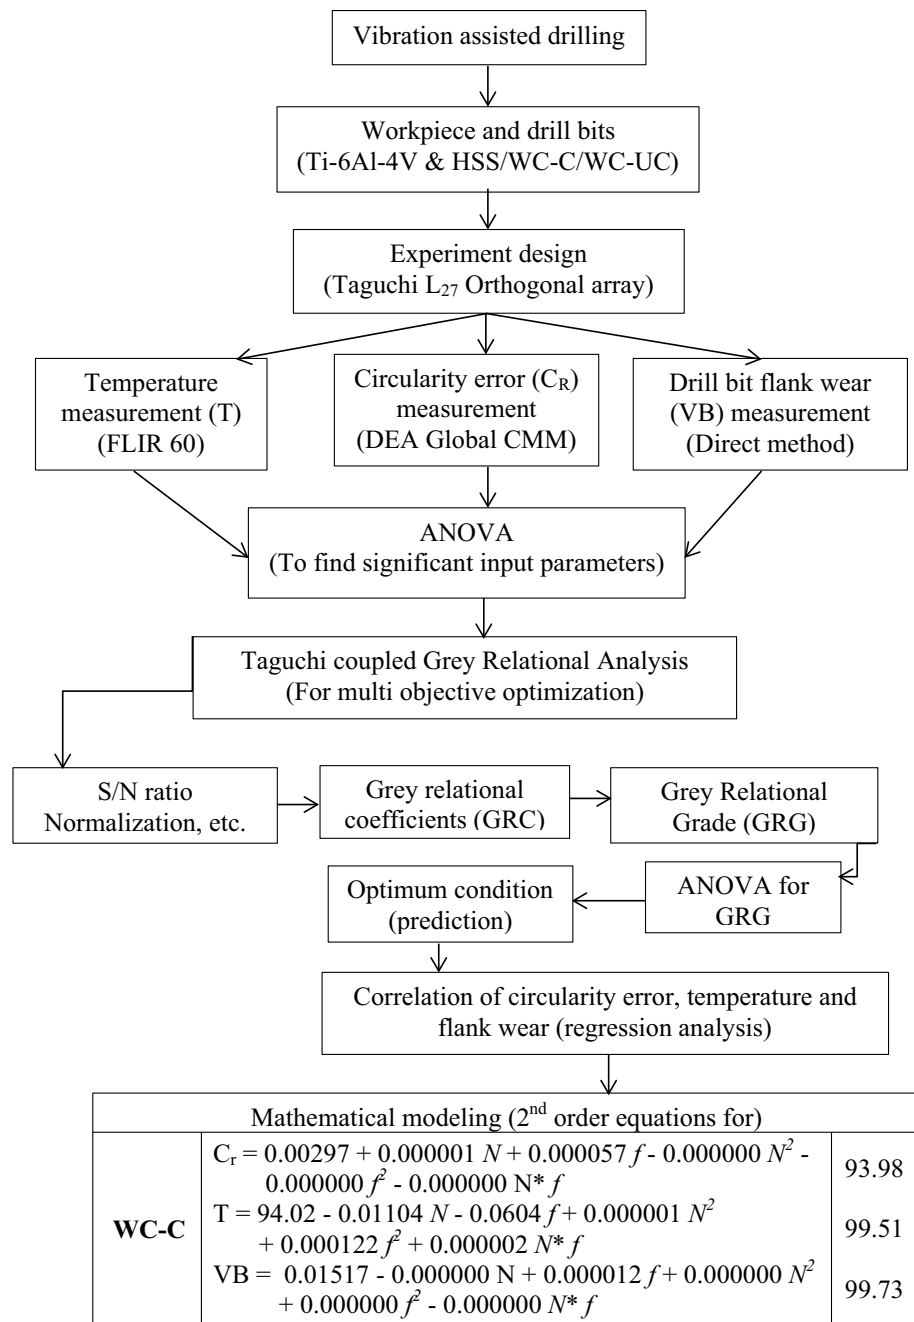 Vibration assisted drilling
Workpiece and drill bits
(Ti-6Al-4V & HSS/WC-C/WC-UC)
Experiment design
(Taguchi L27 Orthogonal array)
Temperature
measurement (T)
(FLIR 60)
Circularity error (CR)
measurement
(DEA Global CMM)
Drill bit flank wear
(VB) measurement
(Direct method)
ANOVA
(To find significant input parameters)
Taguchi coupled Grey Relational Analysis
(For multi objective optimization)
S/N ratio
Normalization, etc.
Grey relational
coefficients (GRC)
Grey Relational
Grade (GRG)
ANOVA for
GRG
Optimum condition
(prediction)
Correlation of circularity error, temperature and
flank wear (regression analysis)
Mathematical modeling (2nd order equations for)
WC-C
Cr = 0.00297 + 0.000001 N + 0.000057 f - 0.000000 N² -
0.000000 f² - 0.000000 N* f
93.98
T = 94.02 - 0.01104 N - 0.0604 f + 0.000001 N²
+ 0.000122 f² + 0.000002 N* f
99.51
VB = 0.01517 - 0.000000 N + 0.000012 f + 0.000000 N²
+ 0.000000 f² - 0.000000 N* f
99.73